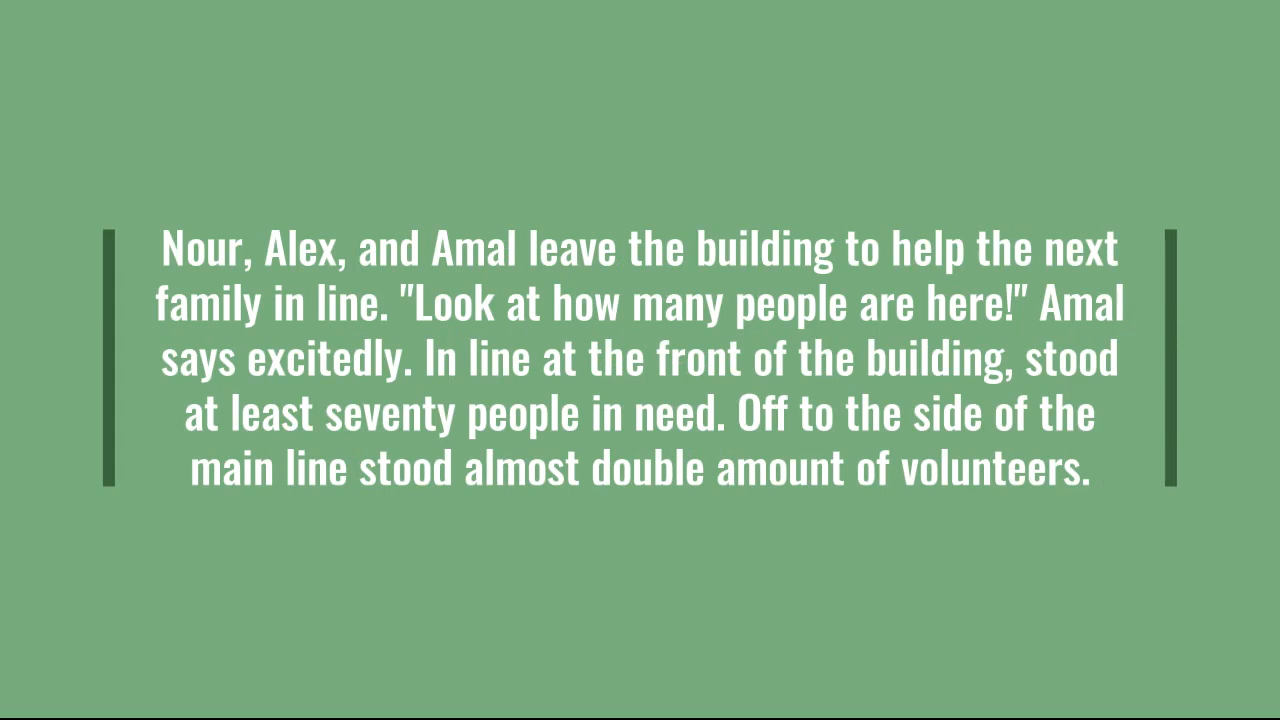 Nour, Alex, and Amal leave the building to help the next
family in line. "Look at how many people are here!" Amal
says excitedly. In line at the front of the building, stood
at least seventy people in need. Off to the side of the
main line stood almost double amount of volunteers.